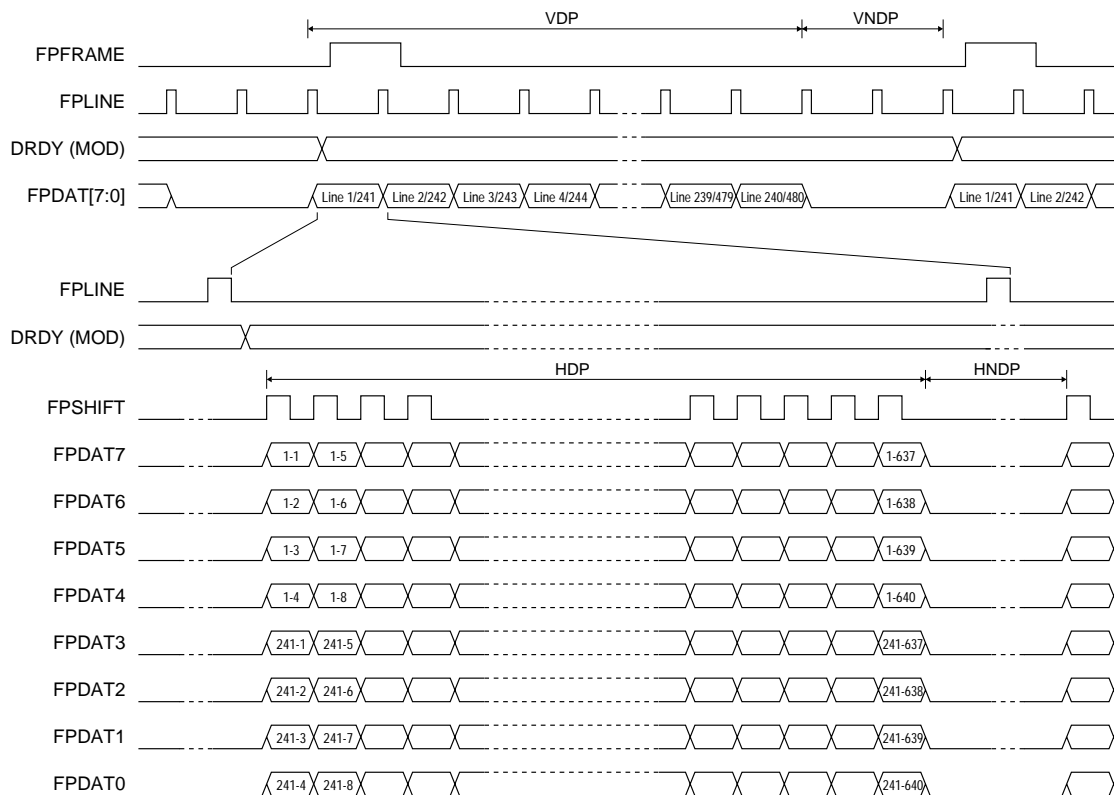 VDP VNDP
FPFRAME
FPLINE
DRDY (MOD)
FPDAT[7:0] Line 1/241 Line 2/242 Line 3/243 Line 4/244 Line 239/479 Line 240/480 Line 1/241 Line 2/242
FPLINE
DRDY (MOD)
HDP HNDP
FPSHIFT
FPDAT7 1-1 1-5 1-637
FPDAT6 1-2 1-6 1-638
FPDAT5 1-3 1-7 1-639
FPDAT4 1-4 1-8 1-640
FPDAT3 241-1 241-5 241-637
FPDAT2 241-2 241-6 241-638
FPDAT1 241-3 241-7 241-639
FPDAT0 241-4 241-8 241-640